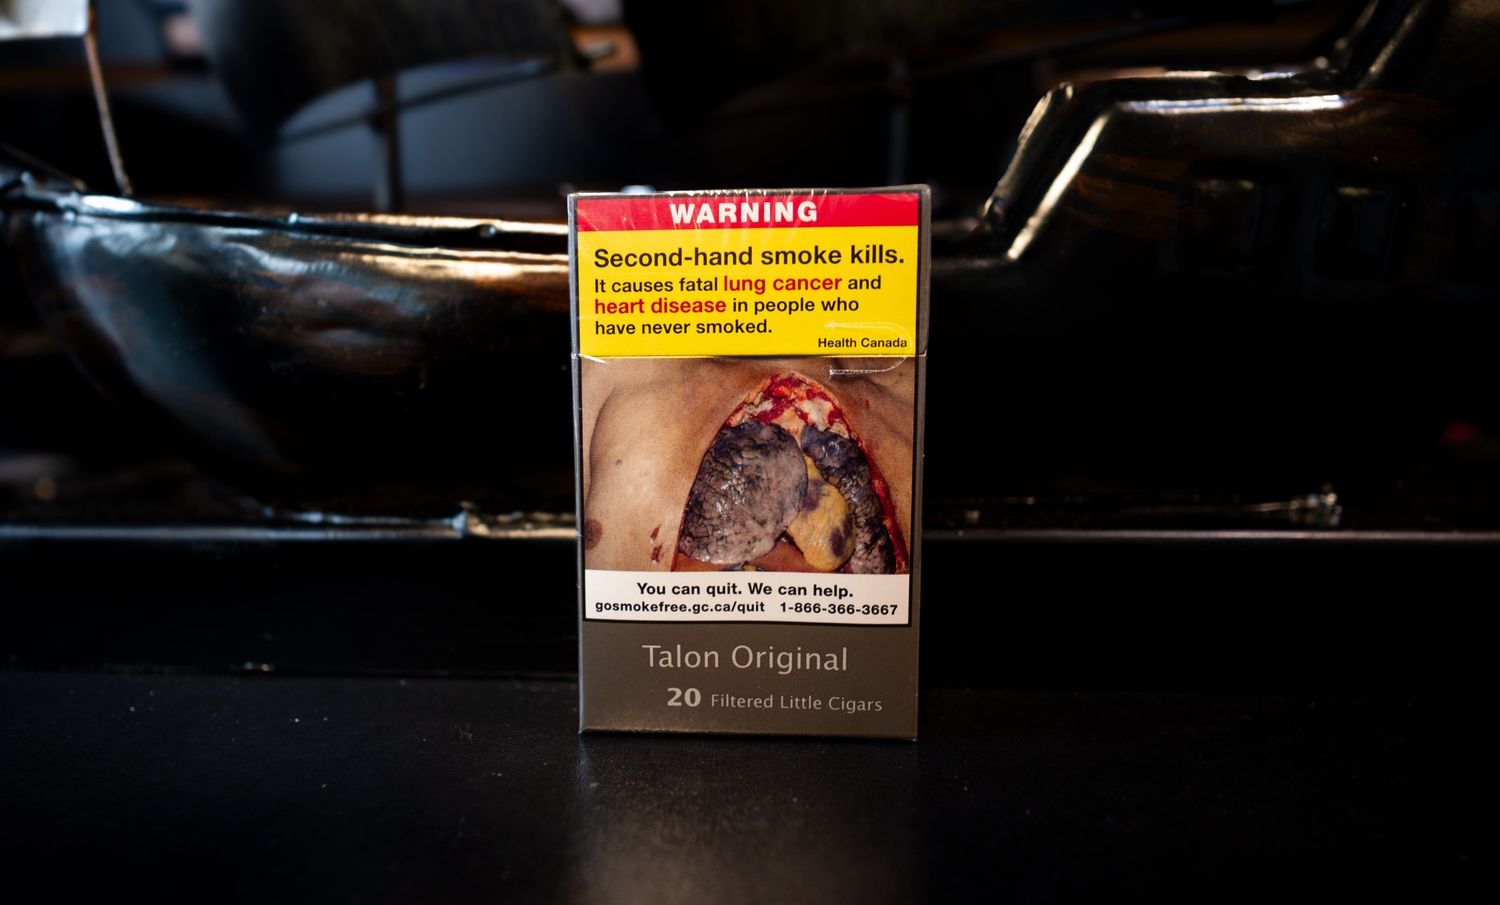 WARNING
Second-hand smoke kills.
It causes fatal lung cancer and
heart disease in people who
have never smoked.
Health Canada
You can quit. We can help.
gosmokefree.gc.ca/quit 1-866-366-3667
Talon Original
20 Filtered Little Cigars